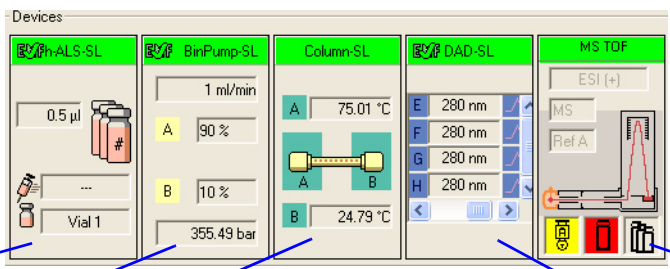 Devices
h-ALS-SL
0.5 µl
#
---
Vial 1
BinPump-SL
1 ml/min
A 90 %
B 10 %
355.49 bar
Column-SL
A 75.01 °C
A B
B 24.79 °C
DAD-SL
E 280 nm
F 280 nm
G 280 nm
H 280 nm
MS TOF
ESI (+)
MS
Ref A